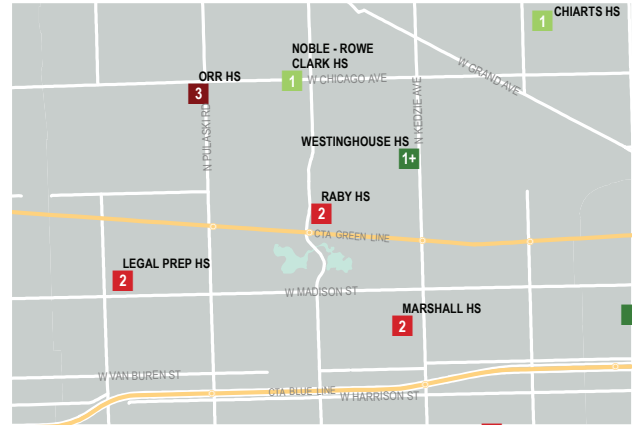 CHIARTS HS
1
NOBLE - ROWE
CLARK HS
1
W CHICAGO AVE
W GRAND AVE
ORR HS
3
N PULASKI RD
N KEDZIE AVE
WESTINGHOUSE HS
1+
RABY HS
2
CTA GREEN LINE
LEGAL PREP HS
2
W MADISON ST
MARSHALL HS
2
W VAN BUREN ST
CTA BLUE LINE
W HARRISON ST